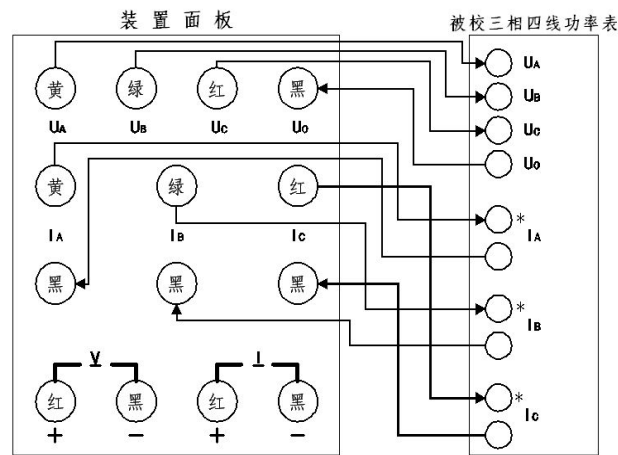 装置面板
被校三相四线功率表
黄 绿 红 黑
UA UB UC UO
UA
UB
UC
UO
黄 绿 红
IA IB IC
* IA
黑 黑 黑
* IB
V I
红 黑 红 黑
+ - + -
* IC